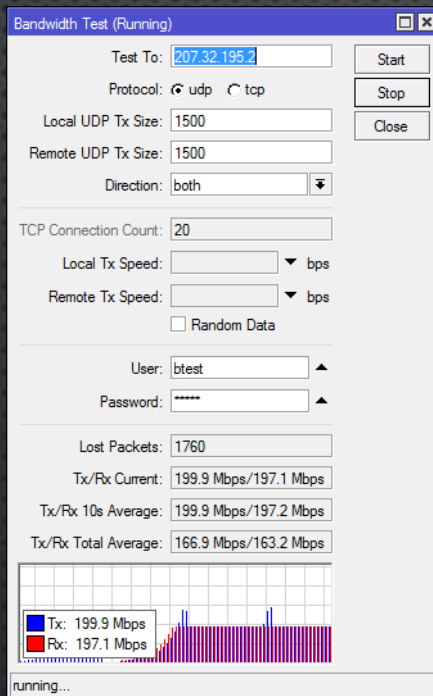 Bandwidth Test (Running)
Test To: 207.32.195.2
Start
Protocol: udp tcp
Stop
Local UDP Tx Size: 1500
Close
Remote UDP Tx Size: 1500
Direction: both
TCP Connection Count: 20
Local Tx Speed: bps
Remote Tx Speed: bps
Random Data
User: btest
Password: *****
Lost Packets: 1760
Tx/Rx Current: 199.9 Mbps/197.1 Mbps
Tx/Rx 10s Average: 199.9 Mbps/197.2 Mbps
Tx/Rx Total Average: 166.9 Mbps/163.2 Mbps
Tx: 199.9 Mbps
Rx: 197.1 Mbps
running...